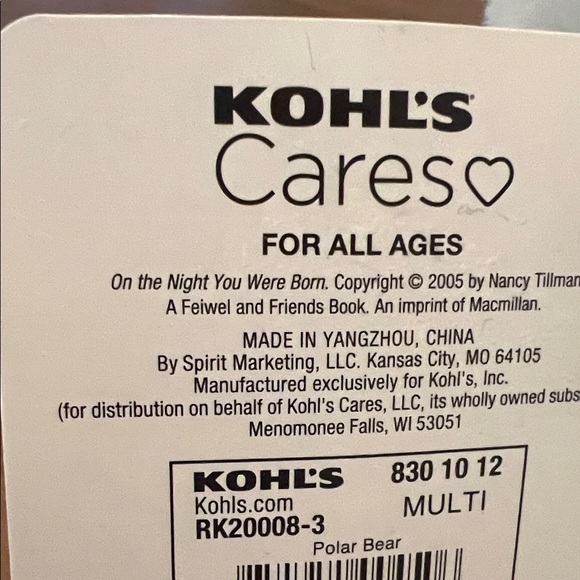 KOHL'S
Cares
FOR ALL AGES
On the Night You Were Born. Copyright © 2005 by Nancy Tillman
A Feiwel and Friends Book. An imprint of Macmillan.
MADE IN YANGZHOU, CHINA
By Spirit Marketing, LLC. Kansas City, MO 64105
Manufactured exclusively for Kohl's, Inc.
(for distribution on behalf of Kohl's Cares, LLC, its wholly owned subs
Menomonee Falls, WI 53051
KOHL'S 830 10 12
Kohls.com MULTI
RK20008-3
Polar Bear